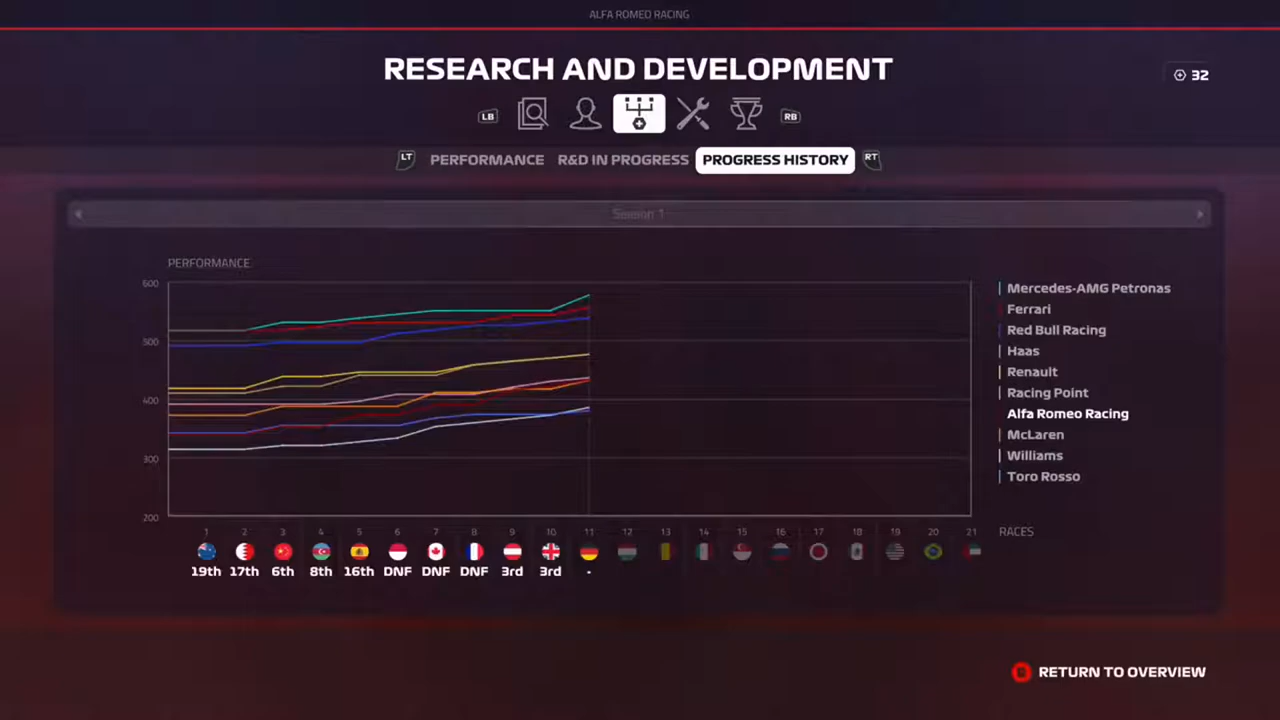 ALFA ROMEO RACING
RESEARCH AND DEVELOPMENT
32
LB
RB
LT PERFORMANCE R&D IN PROGRESS PROGRESS HISTORY RT
Season 1
PERFORMANCE
600
500
400
300
200
Mercedes-AMG Petronas
Ferrari
Red Bull Racing
Haas
Renault
Racing Point
Alfa Romeo Racing
McLaren
Williams
Toro Rosso
1 2 3 4 5 6 7 8 9 10 11 12 13 14 15 16 17 18 19 20 21 RACES
19th 17th 6th 8th 16th DNF DNF DNF 3rd 3rd -
B RETURN TO OVERVIEW